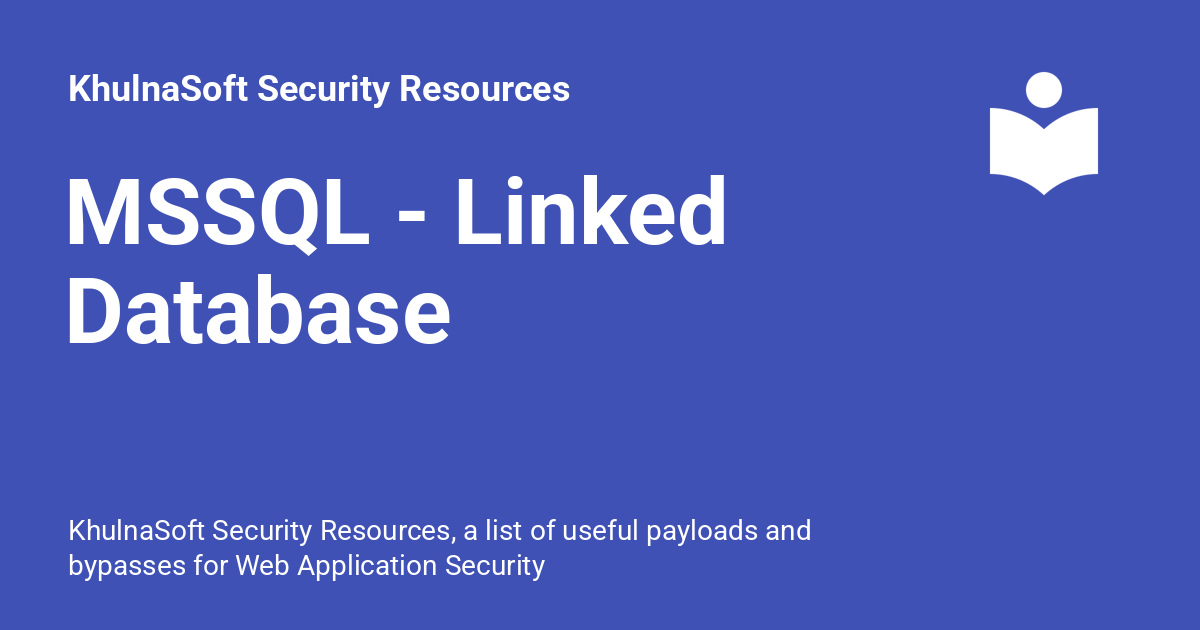 KhulnaSoft Security Resources
MSSQL - Linked
Database
KhulnaSoft Security Resources, a list of useful payloads and
bypasses for Web Application Security